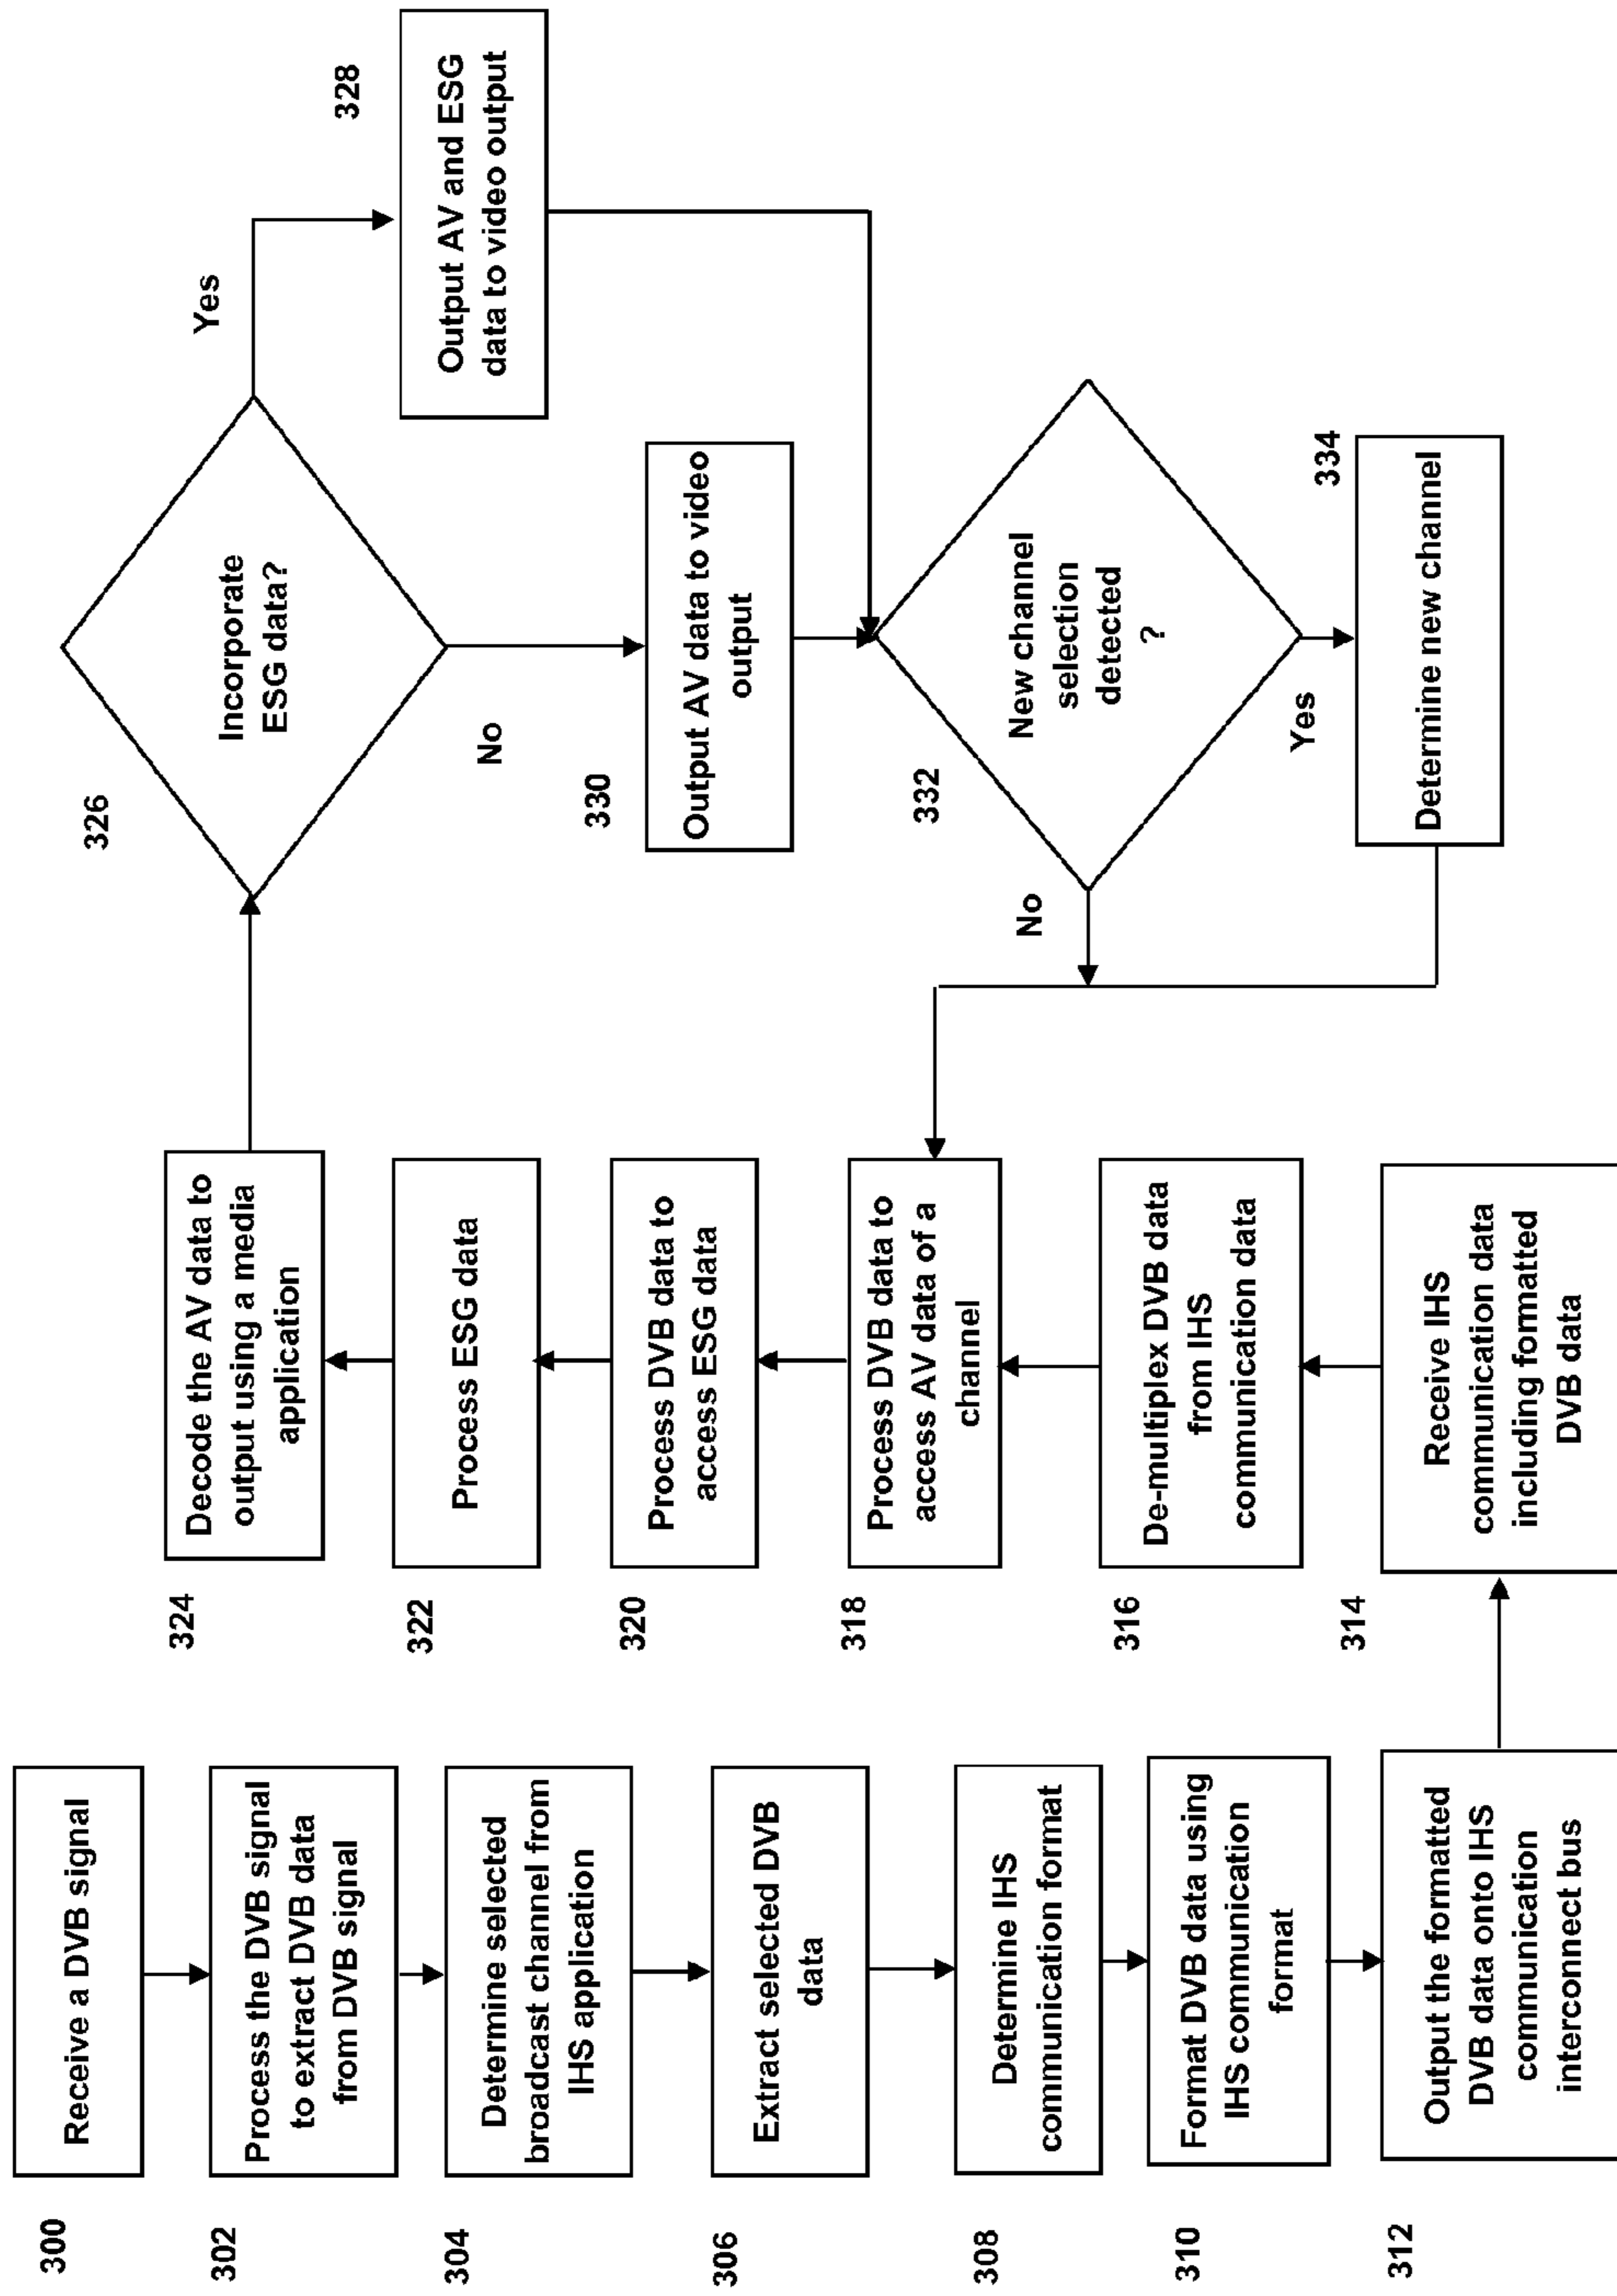 300
Receive a DVB signal
302
Process the DVB signal
to extract DVB data
from DVB signal
304
Determine selected
broadcast channel from
IHS application
306
Extract selected DVB
data
308
Determine IHS
communication format
310
Format DVB data using
IHS communication
format
312
Output the formatted
DVB data onto IHS
communication
interconnect bus
324
Decode the AV data to
output using a media
application
322
Process ESG data
320
Process DVB data to
access ESG data
318
Process DVB data to
access AV data of a
channel
316
De-multiplex DVB data
from IHS
communication data
314
Receive IHS
communication data
including formatted
DVB data
326
Incorporate
ESG data?
Yes
328
Output AV and ESG
data to video output
No
330
Output AV data to video
output
332
New channel
selection
detected
?
No
Yes
334
Determine new channel